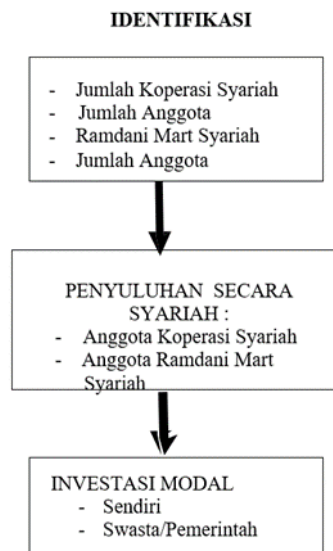 IDENTIFIKASI
- Jumlah Koperasi Syariah
- Jumlah Anggota
- Ramdani Mart Syariah
- Jumlah Anggota
PENYULUHAN SECARA
SYARIAH :
- Anggota Koperasi Syariah
- Anggota Ramdani Mart
Syariah
INVESTASI MODAL
- Sendiri
- Swasta/Pemerintah